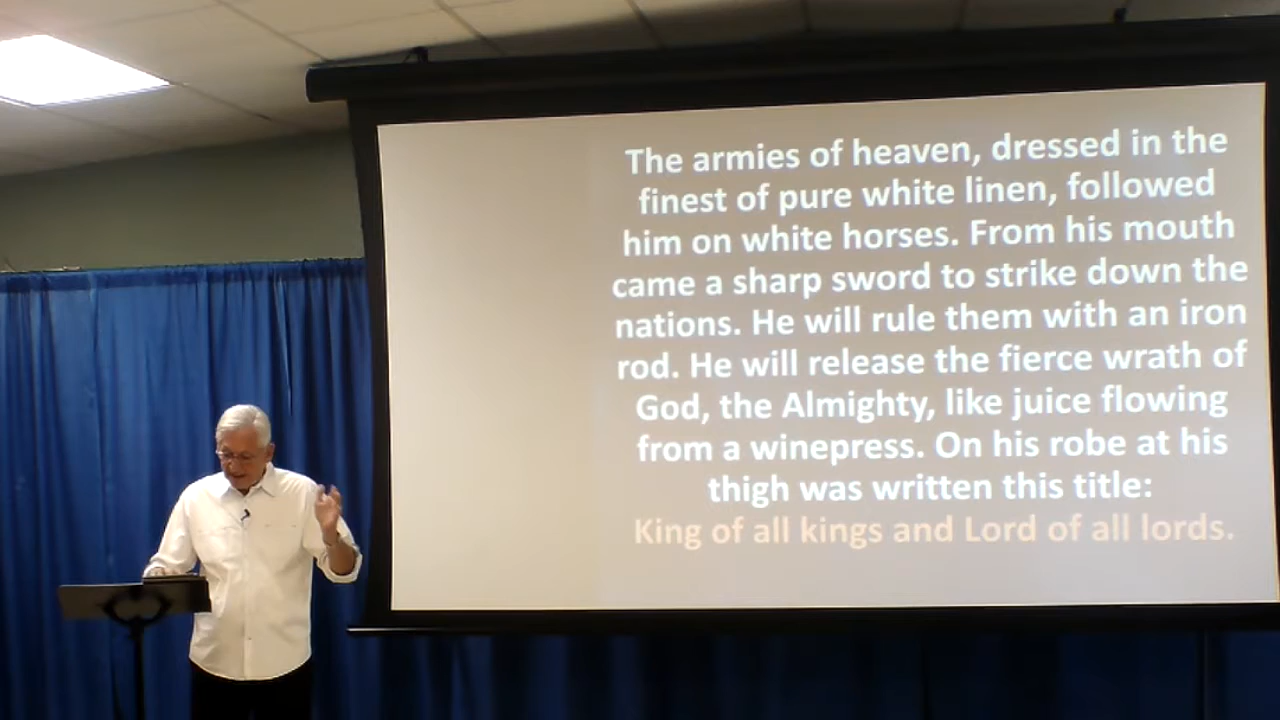 The armies of heaven, dressed in the
finest of pure white linen, followed
him on white horses. From his mouth
came a sharp sword to strike down the
nations. He will rule them with an iron
rod. He will release the fierce wrath of
God, the Almighty, like juice flowing
from a winepress. On his robe at his
thigh was written this title:
King of all kings and Lord of all lords.